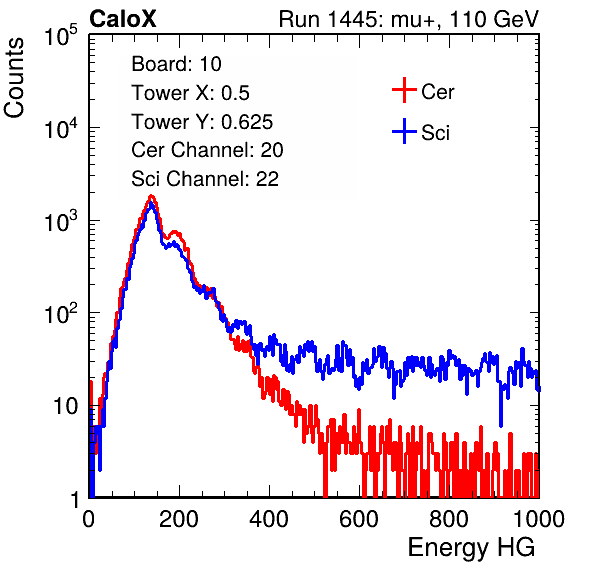 CaloX Run 1445: mu+, 110 GeV
Counts
10^5
10^4
10^3
10^2
10
1
Board: 10
Tower X: 0.5
Tower Y: 0.625
Cer Channel: 20
Sci Channel: 22
Cer
Sci
0 200 400 600 800 1000
Energy HG